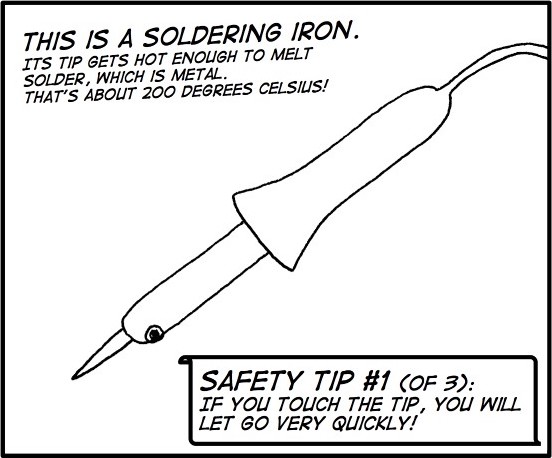 THIS IS A SOLDERING IRON.
ITS TIP GETS HOT ENOUGH TO MELT
SOLDER, WHICH IS METAL.
THAT'S ABOUT 200 DEGREES CELSIUS!
SAFETY TIP #1 (OF 3):
IF YOU TOUCH THE TIP, YOU WILL
LET GO VERY QUICKLY!